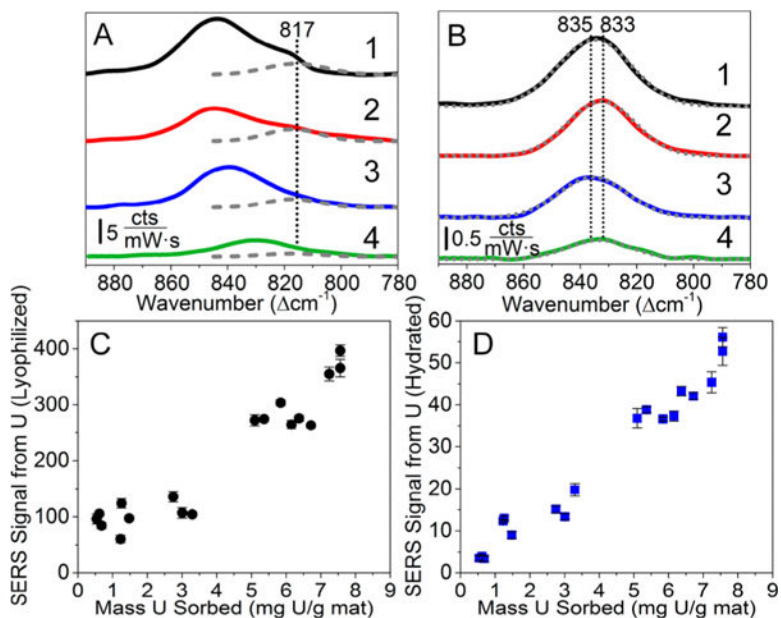 A
817
1
2
3
4
5 cts/mW·s
880 860 840 820 800 780
Wavenumber (Δcm⁻¹)
B
835 833
1
2
3
4
0.5 cts/mW·s
880 860 840 820 800 780
Wavenumber (Δcm⁻¹)
C
SERS Signal from U (Lyophilized)
400
300
200
100
0
0 1 2 3 4 5 6 7 8 9
Mass U Sorbed (mg U/g mat)
D
SERS Signal from U (Hydrated)
60
50
40
30
20
10
0
0 1 2 3 4 5 6 7 8 9
Mass U Sorbed (mg U/g mat)